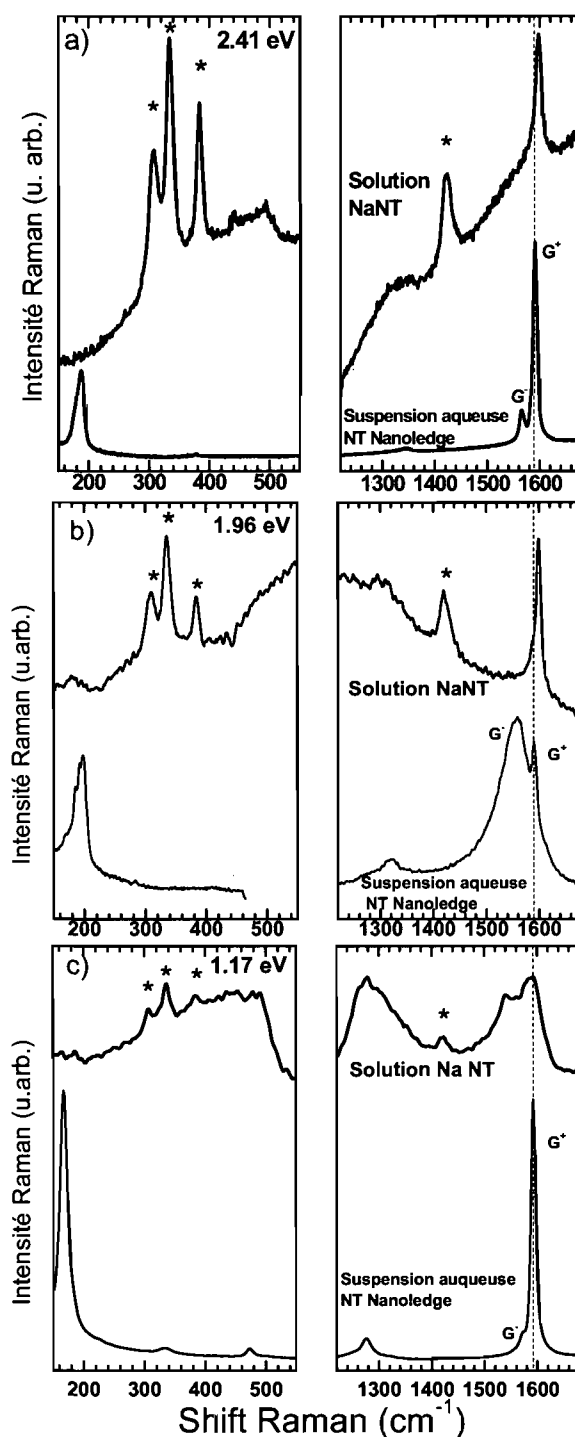 a)
2.41 eV
*
*
*
*
Solution
NaNT
G⁺
G⁻
Suspension aqueuse
NT Nanoledge
Intensité Raman (u. arb.)
200 300 400 500
1300 1400 1500 1600
b)
1.96 eV
*
*
*
*
Solution NaNT
G⁻
G⁺
Suspension aqueuse
NT Nanoledge
Intensité Raman (u.arb.)
200 300 400 500
1300 1400 1500 1600
c)
1.17 eV
*
*
*
*
Solution Na NT
G⁺
Suspension auqueuse
NT Nanoledge
G⁻
Intensité Raman (u.arb.)
200 300 400 500
1300 1400 1500 1600
Shift Raman (cm⁻¹)